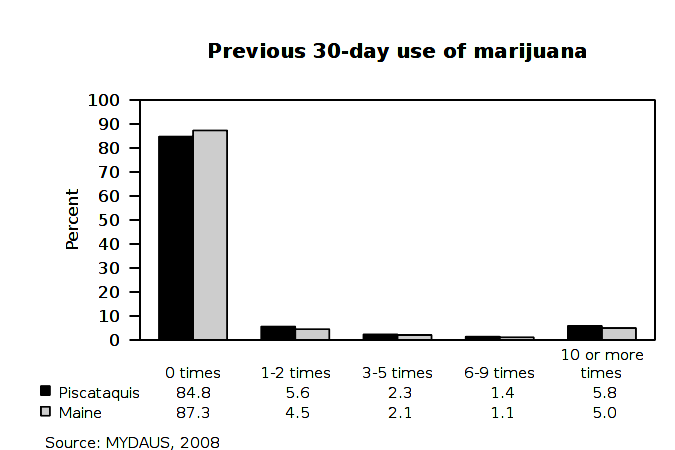 Previous 30-day use of marijuana
Percent
100
90
80
70
60
50
40
30
20
10
0
0 times 1-2 times 3-5 times 6-9 times 10 or more times
Piscataquis 84.8 5.6 2.3 1.4 5.8
Maine 87.3 4.5 2.1 1.1 5.0
Source: MYDAUS, 2008